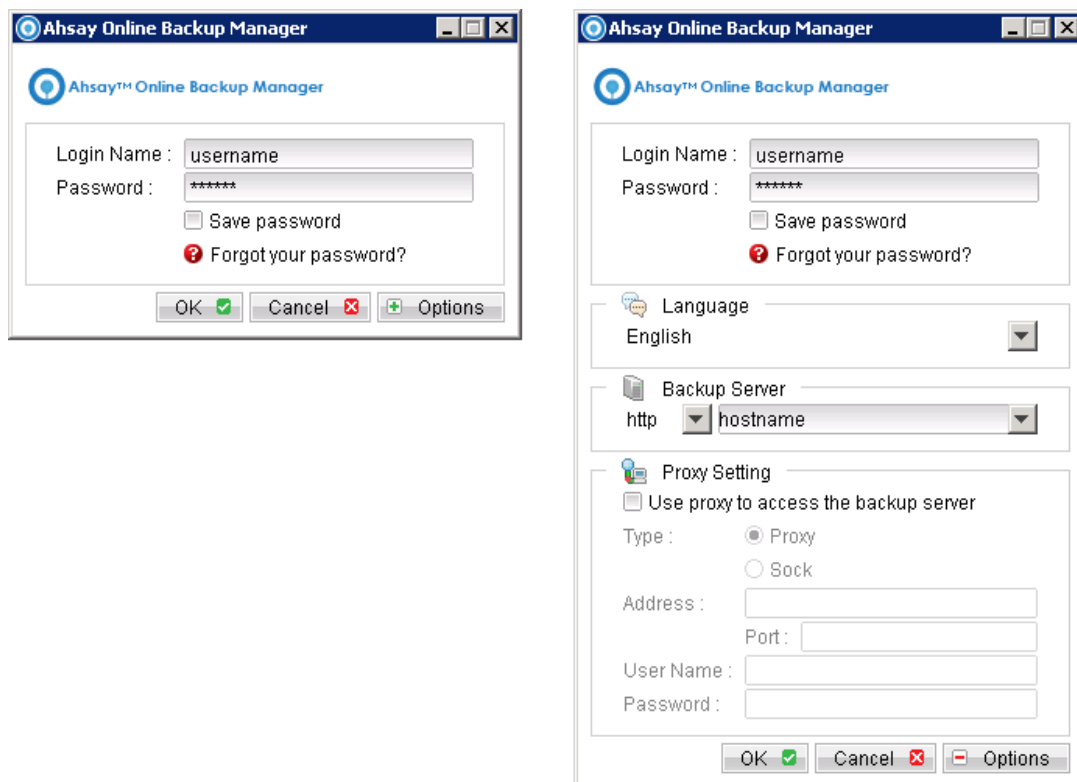 Ahsay Online Backup Manager
Ahsay™ Online Backup Manager
Login Name : username
Password : ******
Save password
Forgot your password?
OK Cancel Options
Ahsay Online Backup Manager
Ahsay™ Online Backup Manager
Login Name : username
Password : ******
Save password
Forgot your password?
Language
English
Backup Server
http hostname
Proxy Setting
Use proxy to access the backup server
Type : Proxy
Sock
Address :
Port :
User Name :
Password :
OK Cancel Options